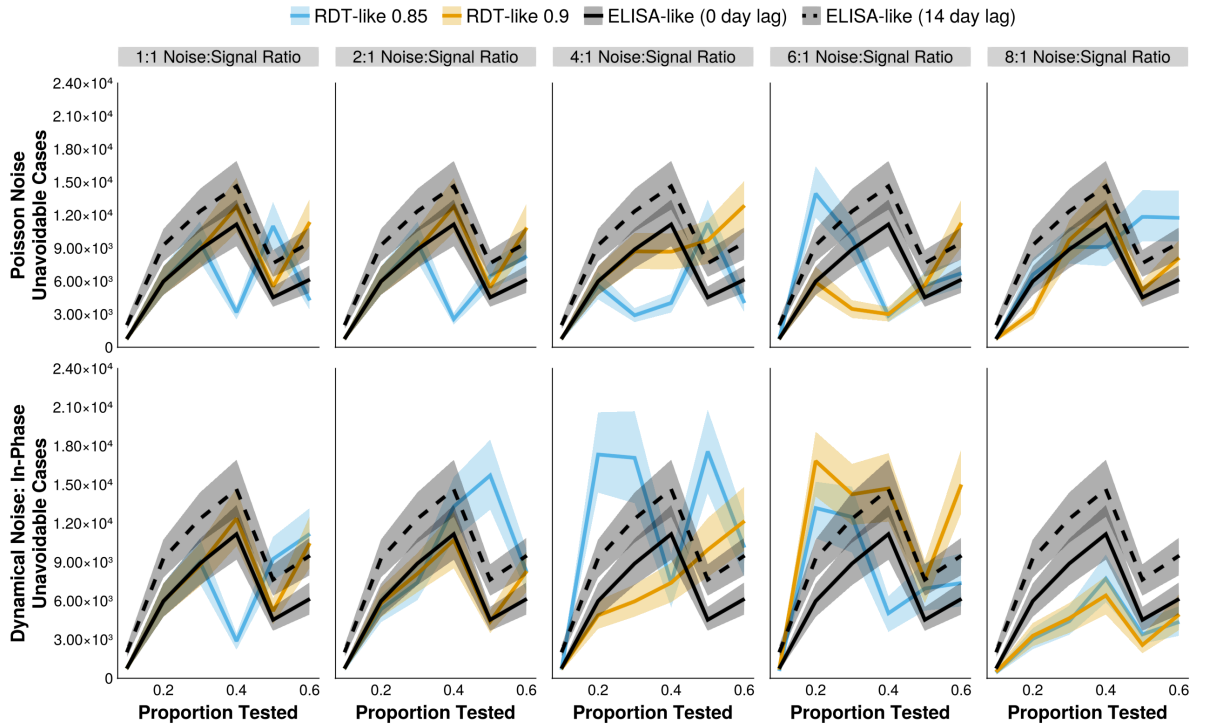 RDT-like 0.85 RDT-like 0.9 ELISA-like (0 day lag) ELISA-like (14 day lag)
1:1 Noise:Signal Ratio 2:1 Noise:Signal Ratio 4:1 Noise:Signal Ratio 6:1 Noise:Signal Ratio 8:1 Noise:Signal Ratio
Poisson Noise
Unavoidable Cases
2.40×10⁴
2.10×10⁴
1.80×10⁴
1.50×10⁴
1.20×10⁴
9.00×10³
6.00×10³
3.00×10³
0
Dynamical Noise: In-Phase
Unavoidable Cases
2.40×10⁴
2.10×10⁴
1.80×10⁴
1.50×10⁴
1.20×10⁴
9.00×10³
6.00×10³
3.00×10³
0
0.2 0.4 0.6 0.2 0.4 0.6 0.2 0.4 0.6 0.2 0.4 0.6 0.2 0.4 0.6
Proportion Tested Proportion Tested Proportion Tested Proportion Tested Proportion Tested